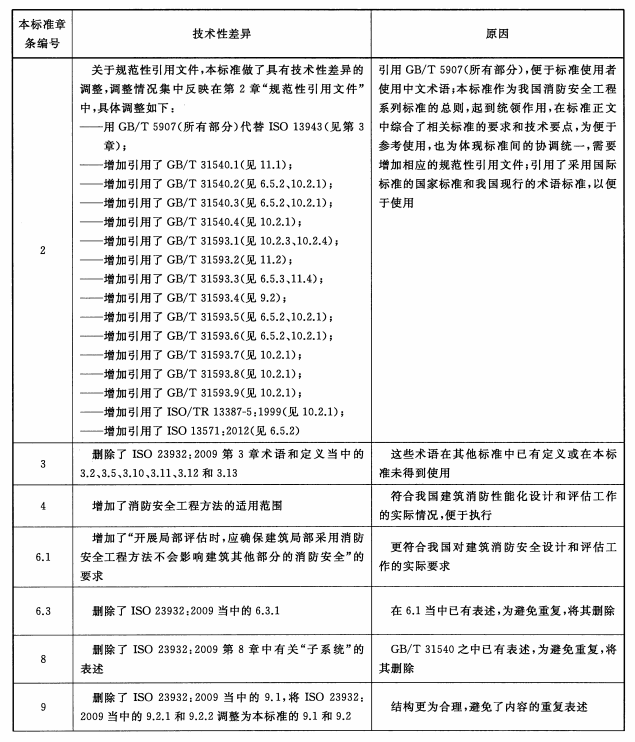 本标准章
条编号
技术性差异
原因
2
关于规范性引用文件,本标准做了具有技术性差异的
调整,调整情况集中反映在第 2 章“规范性引用文件”
中,具体调整如下:
——用 GB/T 5907(所有部分)代替 ISO 13943(见第 3
章);
——增加引用了 GB/T 31540.1(见 11.1);
——增加引用了 GB/T 31540.2(见 6.5.2、10.2.1);
——增加引用了 GB/T 31540.3(见 6.5.2、10.2.1);
——增加引用了 GB/T 31540.4(见 10.2.1);
——增加引用了 GB/T 31593.1(见 10.2.3、10.2.4);
——增加引用了 GB/T 31593.2(见 11.2);
——增加引用了 GB/T 31593.3(见 6.5.3、11.4);
——增加引用了 GB/T 31593.4(见 9.2);
——增加引用了 GB/T 31593.5(见 6.5.2、10.2.1);
——增加引用了 GB/T 31593.6(见 6.5.2、10.2.1);
——增加引用了 GB/T 31593.7(见 10.2.1);
——增加引用了 GB/T 31593.8(见 10.2.1);
——增加引用了 GB/T 31593.9(见 10.2.1);
——增加引用了 ISO/TR 13387-5:1999(见 10.2.1);
——增加引用了 ISO 13571:2012(见 6.5.2)
引用 GB/T 5907(所有部分),便于标准使用者
使用中文术语;本标准作为我国消防安全工程
系列标准的总则,起到统领作用,在标准正文
中综合了相关标准的要求和技术要点,为便于
参考使用,也为体现标准间的协调统一,需要
增加相应的规范性引用文件;引用了采用国际
标准的国家标准和我国现行的术语标准,以便
于使用
3
删除了 ISO 23932:2009 第 3 章术语和定义当中的
3.2、3.5、3.10、3.11、3.12 和 3.13
这些术语在其他标准中已有定义或在本标
准未得到使用
4
增加了消防安全工程方法的适用范围
符合我国建筑消防性能化设计和评估工作
的实际情况,便于执行
6.1
增加了“开展局部评估时,应确保建筑局部采用消防
安全工程方法不会影响建筑其他部分的消防安全”的
要求
更符合我国对建筑消防安全设计和评估工
作的实际要求
6.3
删除了 ISO 23932:2009 当中的 6.3.1
在 6.1 当中已有表述,为避免重复,将其删除
8
删除了 ISO 23932:2009 第 8 章中有关“子系统”的
表述
GB/T 31540 之中已有表述,为避免重复,将
其删除
9
删除了 ISO 23932:2009 当中的 9.1,将 ISO 23932:
2009 当中的 9.2.1 和 9.2.2 调整为本标准的 9.1 和 9.2
结构更为合理,避免了内容的重复表述